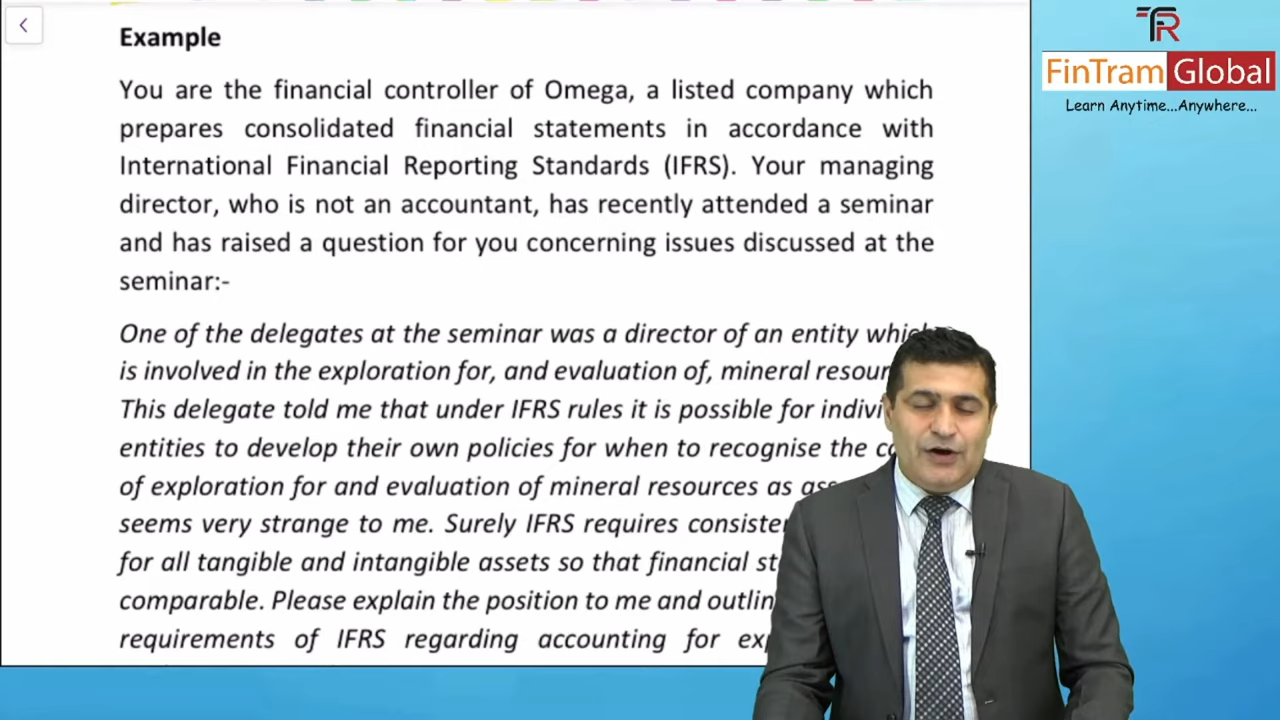 Example
You are the financial controller of Omega, a listed company which
prepares consolidated financial statements in accordance with
International Financial Reporting Standards (IFRS). Your managing
director, who is not an accountant, has recently attended a seminar
and has raised a question for you concerning issues discussed at the
seminar:-
One of the delegates at the seminar was a director of an entity which
is involved in the exploration for, and evaluation of, mineral
This delegate told me that under IFRS rules it is possible for
entities to develop their own policies for when to recognise the
of exploration for and evaluation of mineral resources as
seems very strange to me. Surely IFRS requires
for all tangible and intangible assets so that financial
comparable. Please explain the position to me and
requirements of IFRS regarding accounting for
FR
FinTram Global
Learn Anytime...Anywhere...